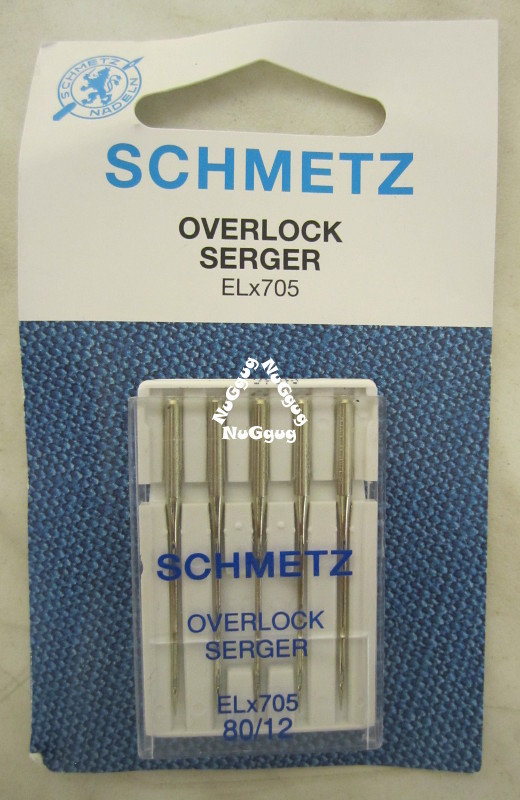 SCHMETZ
NADELN
SCHMETZ
OVERLOCK
SERGER
ELx705
NuGgug
NuGgug
NuGgug
SCHMETZ
OVERLOCK
SERGER
ELx705
80/12